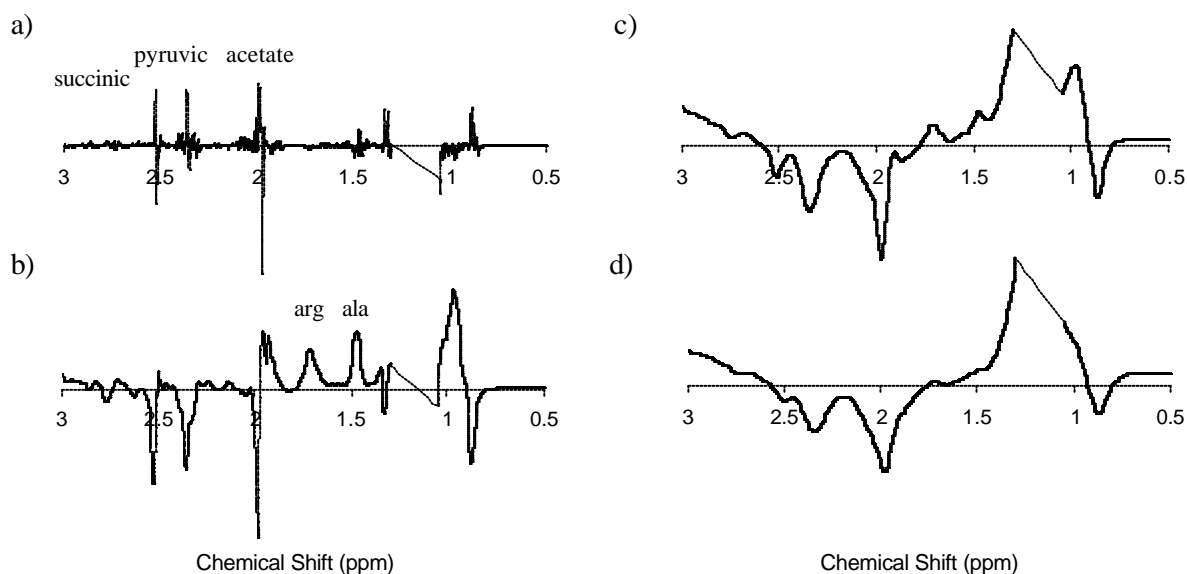 a)
pyruvic acetate
succinic
3 2.5 2 1.5 1 0.5
b)
arg ala
3 2.5 2 1.5 1 0.5
Chemical Shift (ppm)
c)
3 2.5 2 1.5 1 0.5
d)
3 2.5 2 1.5 1 0.5
Chemical Shift (ppm)